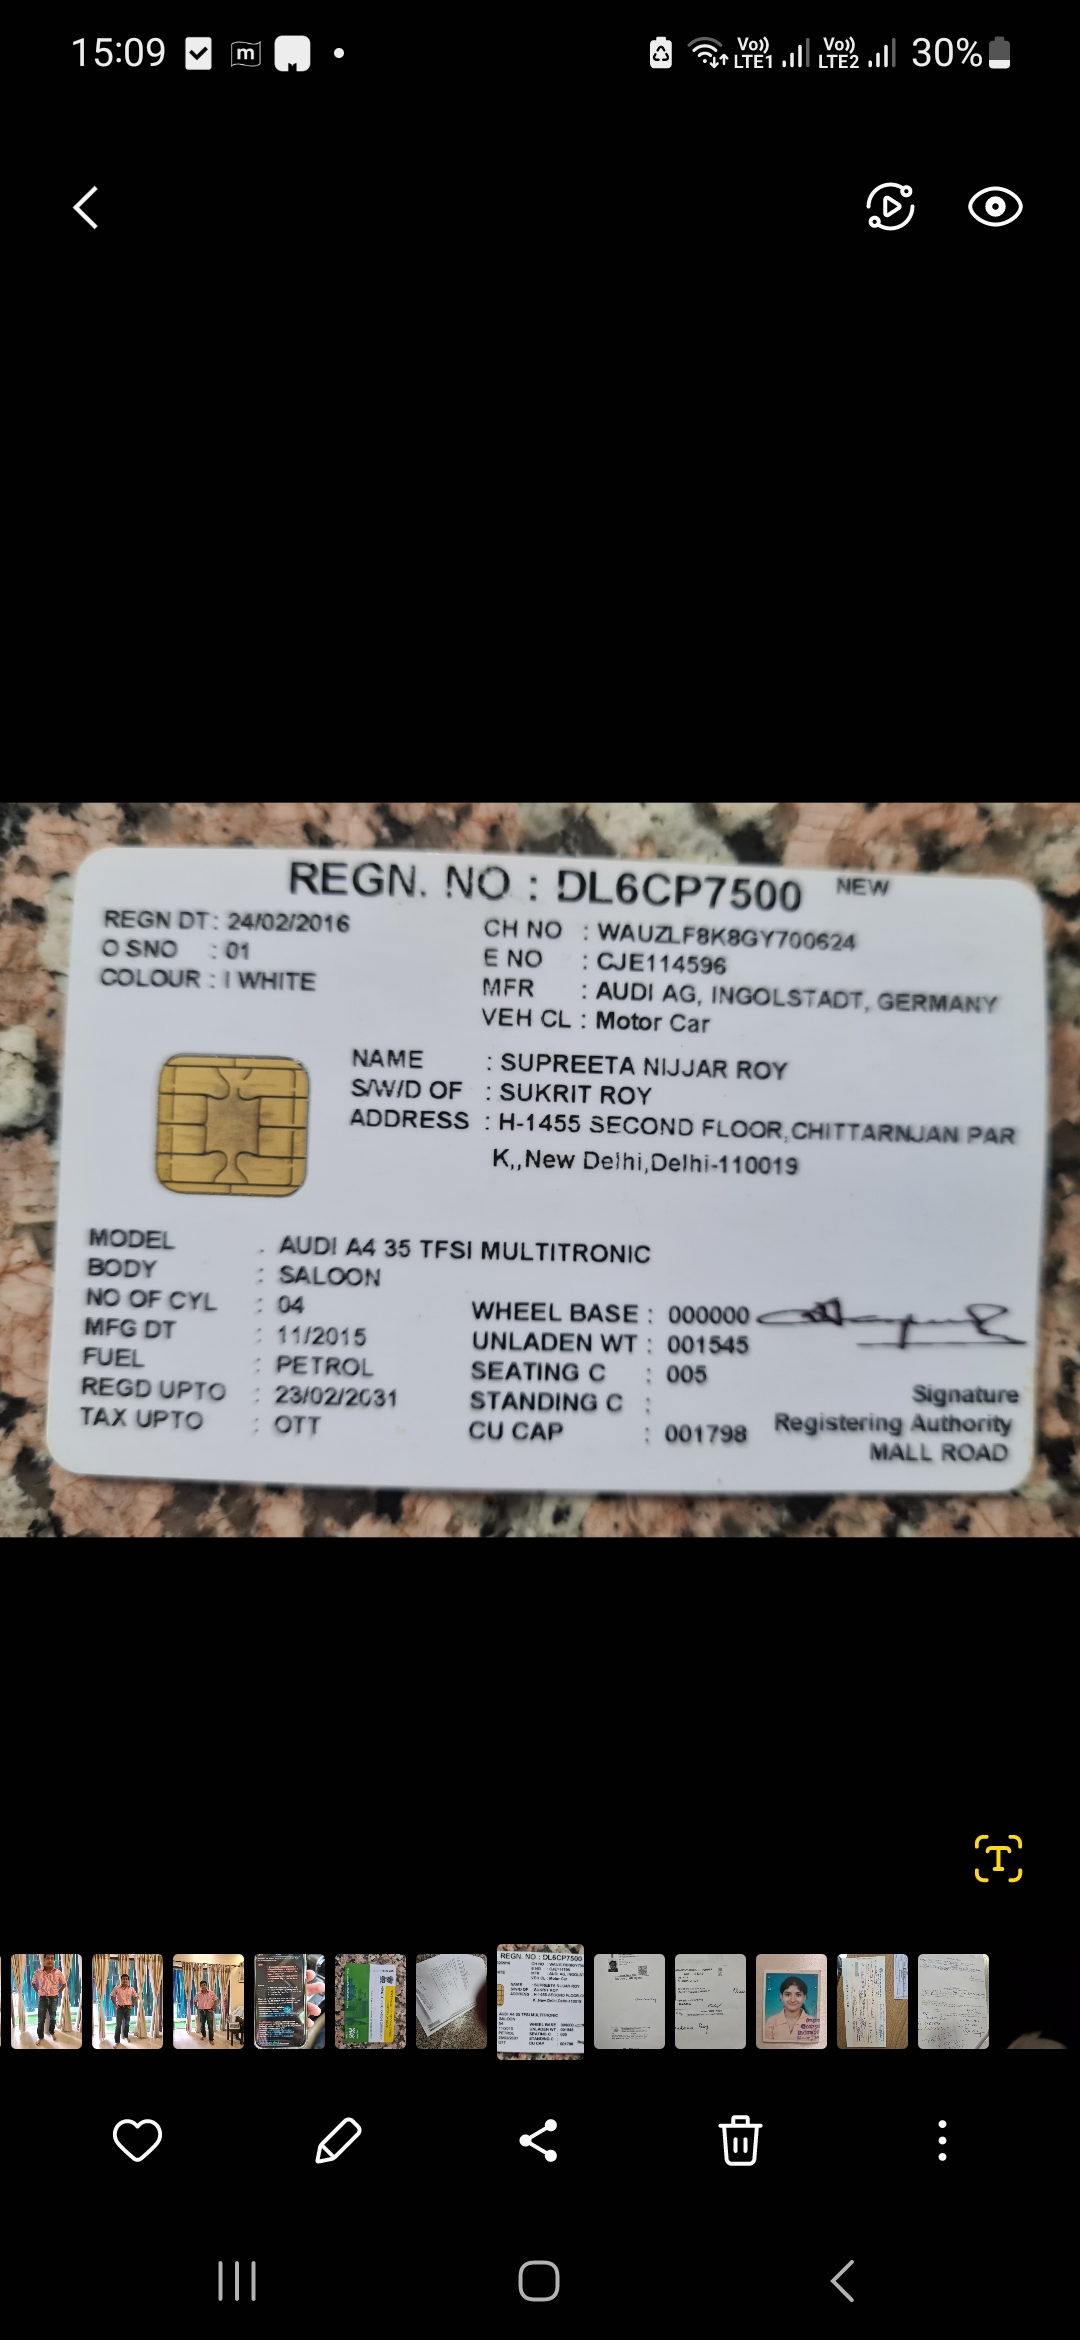 15:09
Vo)) LTE1 Vo)) LTE2 30%
REGN. NO : DL6CP7500 NEW
REGN DT : 24/02/2016
O SNO : 01
COLOUR : I WHITE
CH NO : WAUZLF8K8GY700624
E NO : CJE114596
MFR : AUDI AG, INGOLSTADT, GERMANY
VEH CL : Motor Car
NAME : SUPREETA NIJJAR ROY
S/W/D OF : SUKRIT ROY
ADDRESS : H-1455 SECOND FLOOR,CHITTARNJAN PAR
K,,New Delhi,Delhi-110019
MODEL : AUDI A4 35 TFSI MULTITRONIC
BODY : SALOON
NO OF CYL : 04
MFG DT : 11/2015
FUEL : PETROL
REGD UPTO : 23/02/2031
TAX UPTO : OTT
WHEEL BASE : 000000
UNLADEN WT : 001545
SEATING C : 005
STANDING C :
CU CAP : 001798
Signature
Registering Authority
MALL ROAD
T